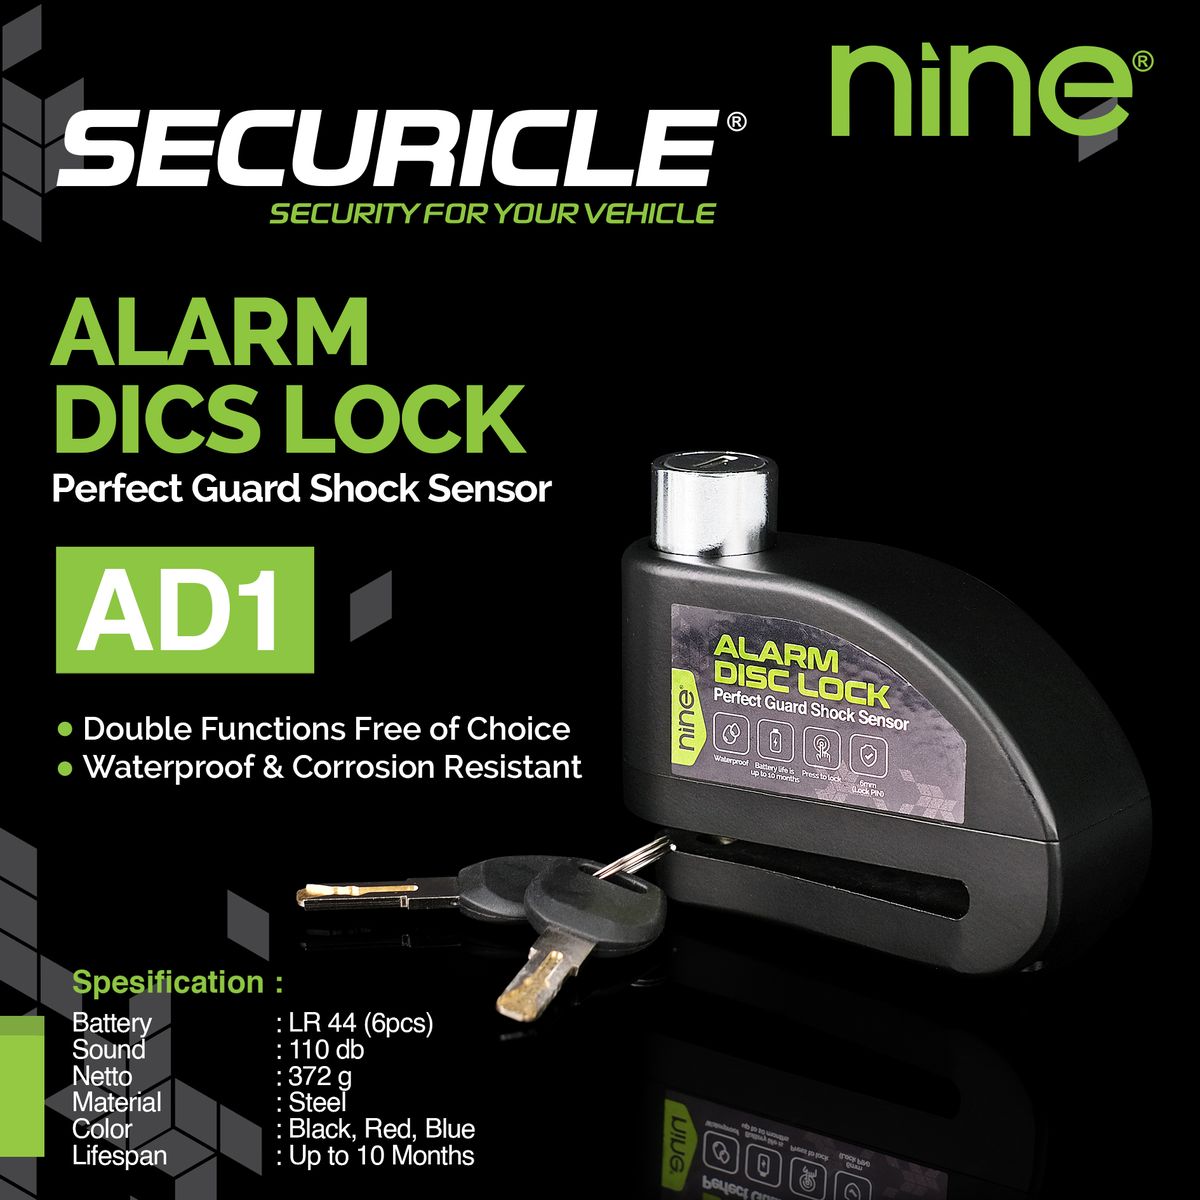 nine®
SECURICLE®
SECURITY FOR YOUR VEHICLE
ALARM
DICS LOCK
Perfect Guard Shock Sensor
AD1
• Double Functions Free of Choice
• Waterproof & Corrosion Resistant
nine®
ALARM
DISC LOCK
Perfect Guard Shock Sensor
Waterproof
Battery life is
up to 10 months
Press to lock
6mm
(Lock PIN)
Spesification :
Battery : LR 44 (6pcs)
Sound : 110 db
Netto : 372 g
Material : Steel
Color : Black, Red, Blue
Lifespan : Up to 10 Months